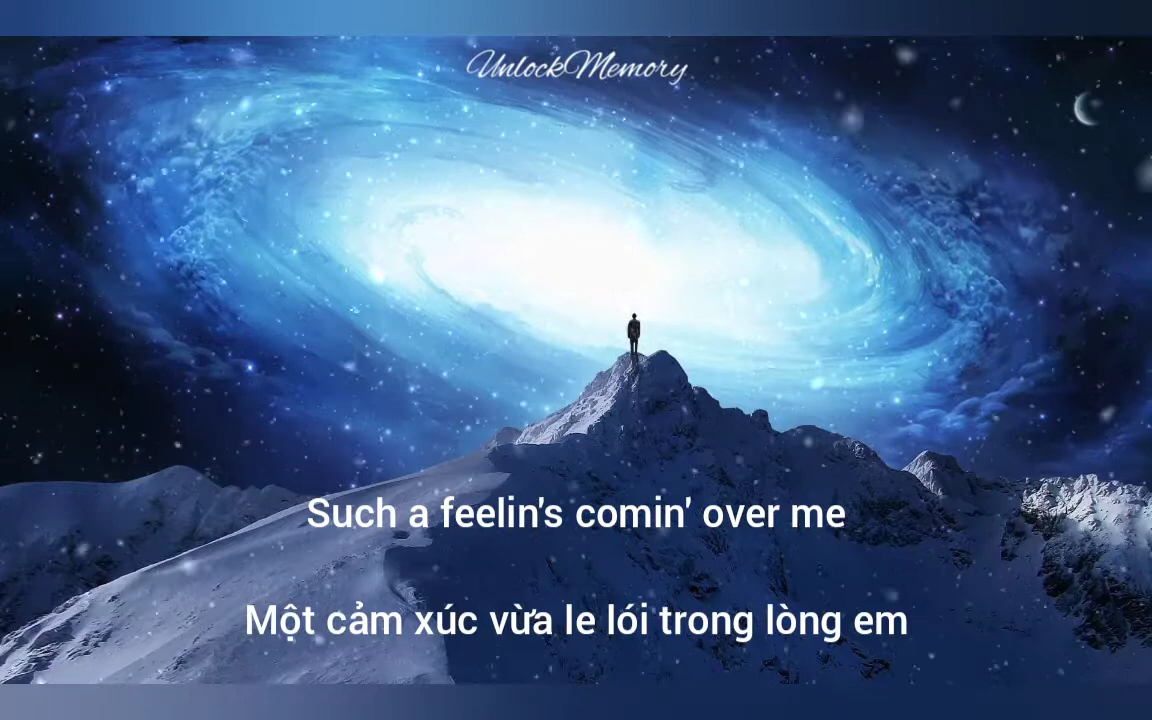 UnlockMemory
Such a feelin's comin' over me
Một cảm xúc vừa le lói trong lòng em